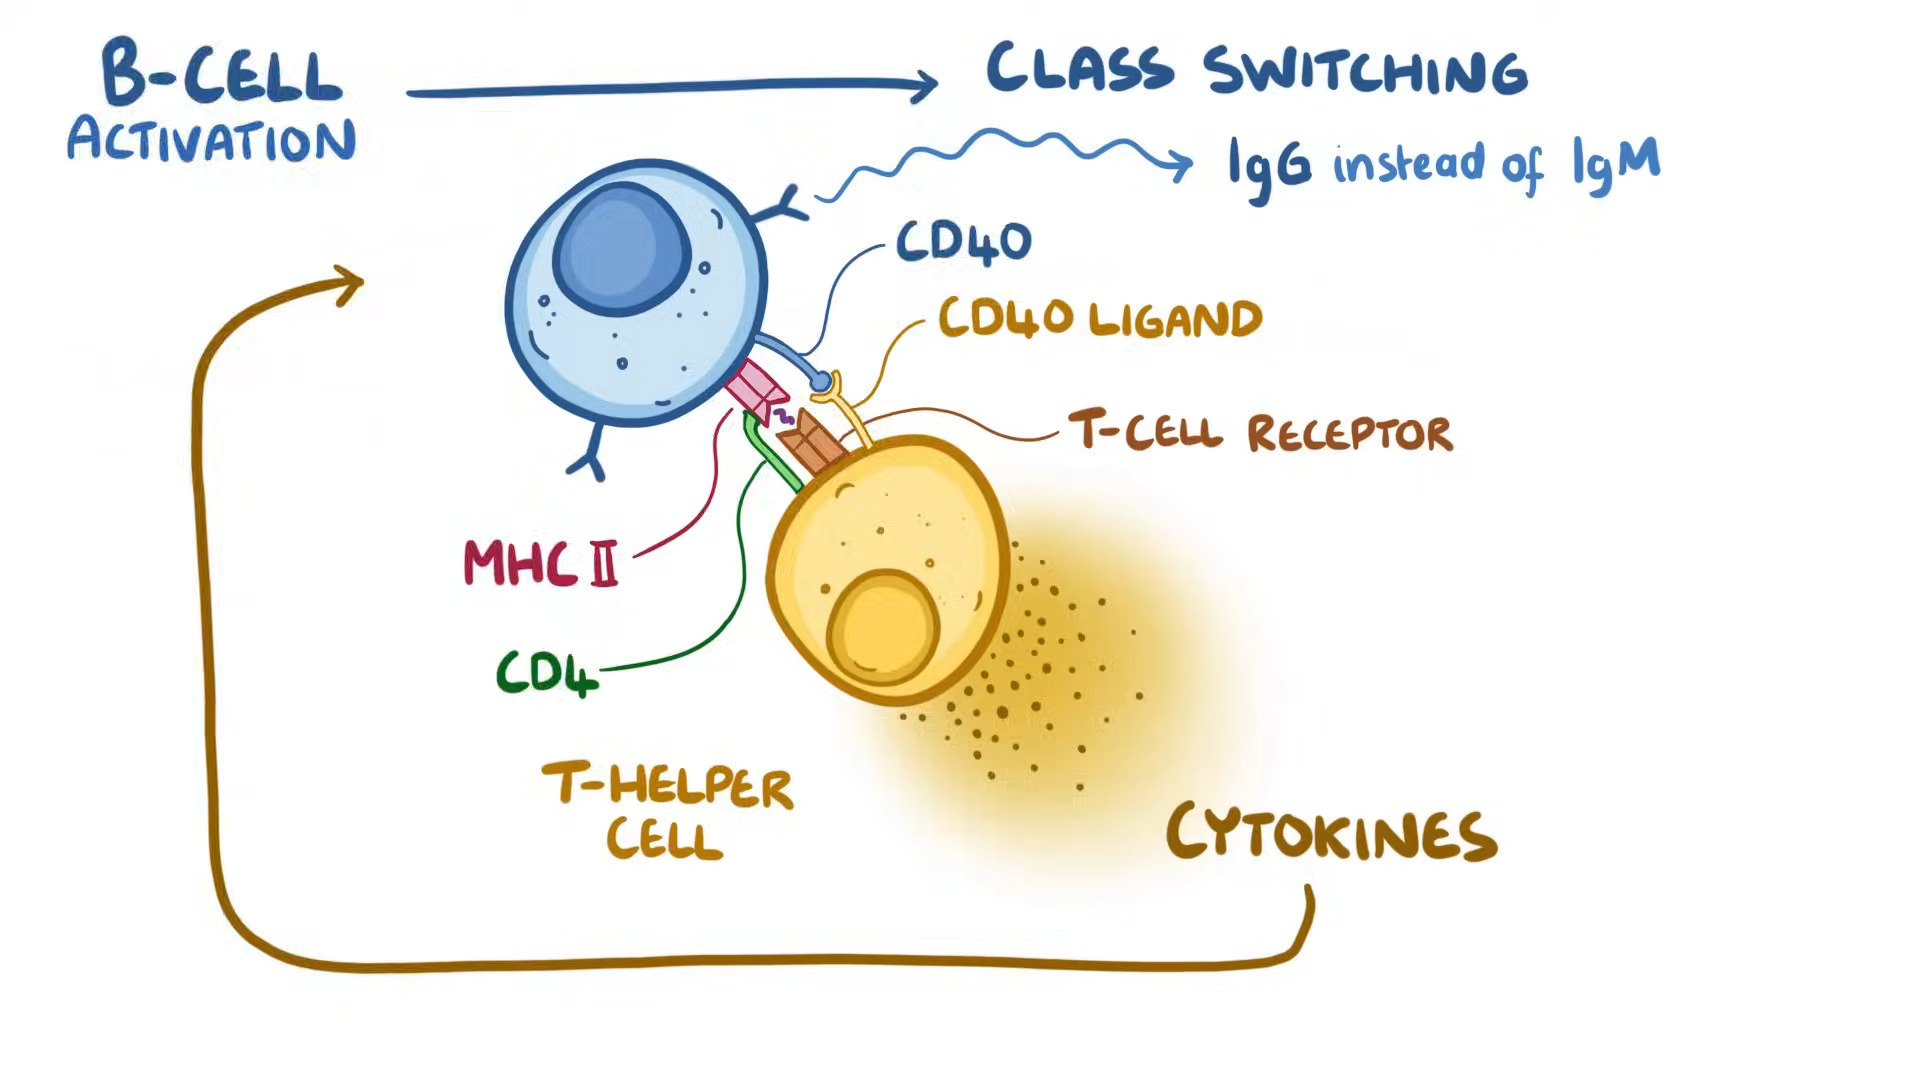 B-CELL
ACTIVATION
CLASS SWITCHING
IgG instead of IgM
CD40
CD40 LIGAND
T-CELL RECEPTOR
MHC II
CD4
T-HELPER
CELL
CYTOKINES